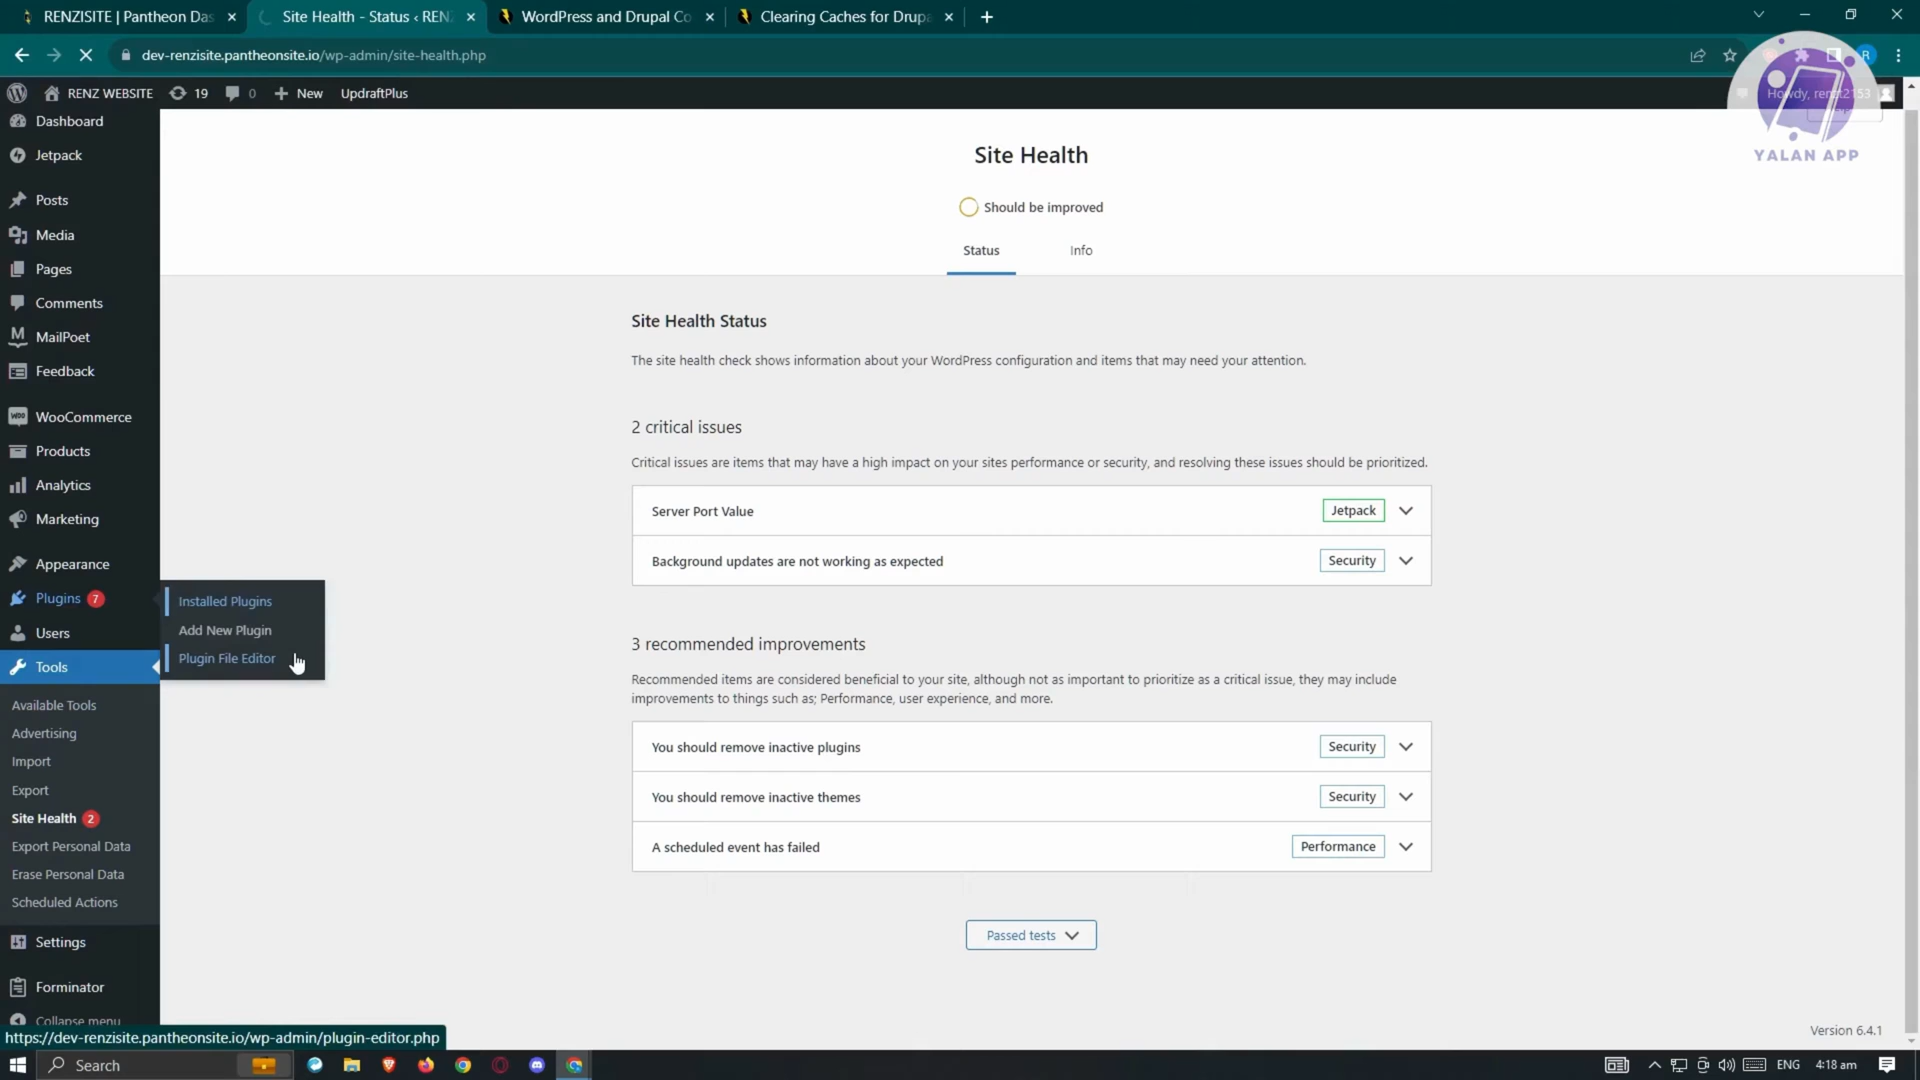 RENZISITE | Pantheon Das
Site Health - Status ‹ REN
WordPress and Drupal Co
Clearing Caches for Drupa
dev-renzisite.pantheonsite.io/wp-admin/site-health.php
R
RENZ WEBSITE
19
0
New
UpdraftPlus
Howdy, renzt2153
YALAN APP
Dashboard
Jetpack
Posts
Media
Pages
Comments
MailPoet
Feedback
WooCommerce
Products
Analytics
Marketing
Appearance
Plugins 7
Users
Tools
Installed Plugins
Add New Plugin
Plugin File Editor
Available Tools
Advertising
Import
Export
Site Health 2
Export Personal Data
Erase Personal Data
Scheduled Actions
Settings
Forminator
Collapse menu
Site Health
Should be improved
Status
Info
Site Health Status
The site health check shows information about your WordPress configuration and items that may need your attention.
2 critical issues
Critical issues are items that may have a high impact on your sites performance or security, and resolving these issues should be prioritized.
Server Port Value
Jetpack
Background updates are not working as expected
Security
3 recommended improvements
Recommended items are considered beneficial to your site, although not as important to prioritize as a critical issue, they may include
improvements to things such as; Performance, user experience, and more.
You should remove inactive plugins
Security
You should remove inactive themes
Security
A scheduled event has failed
Performance
Passed tests
Version 6.4.1
https://dev-renzisite.pantheonsite.io/wp-admin/plugin-editor.php
Search
ENG
4:18 am